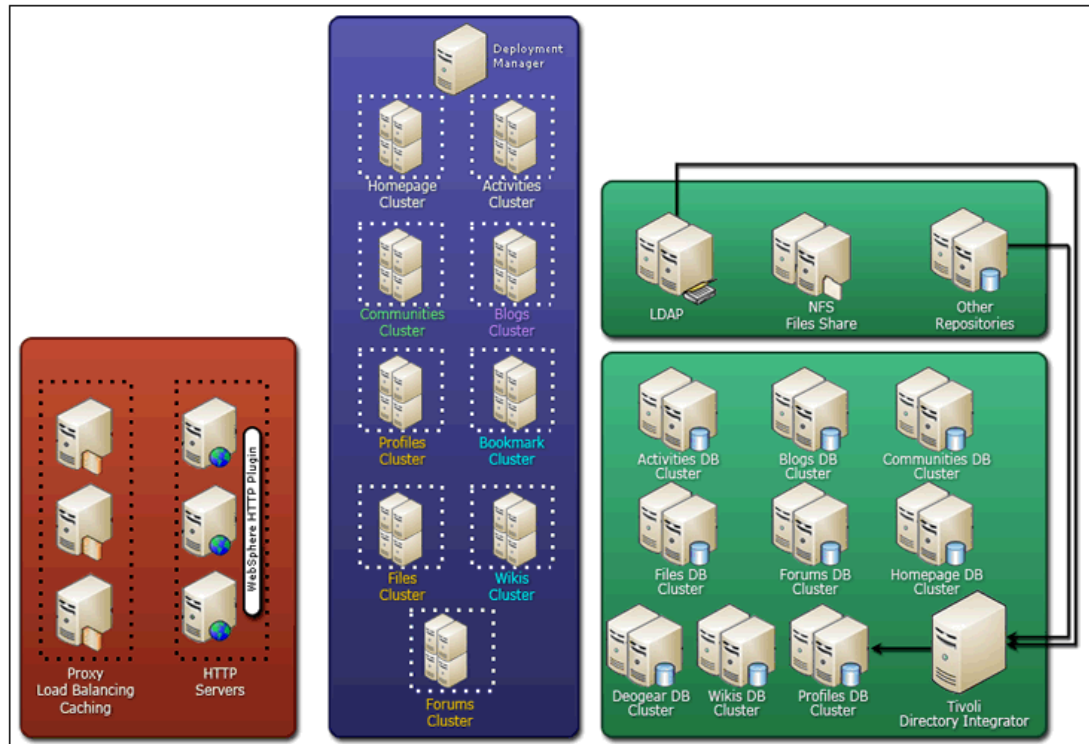 Deployment
Manager
Homepage
Cluster
Activities
Cluster
Communities
Cluster
Blogs
Cluster
Profiles
Cluster
Bookmark
Cluster
Files
Cluster
Wikis
Cluster
Forums
Cluster
Proxy
Load Balancing
Caching
HTTP
Servers
WebSphere HTTP Plugin
LDAP
NFS
Files Share
Other
Repositories
Activities DB
Cluster
Blogs DB
Cluster
Communities DB
Cluster
Files DB
Cluster
Forums DB
Cluster
Homepage DB
Cluster
Deogear DB
Cluster
Wikis DB
Cluster
Profiles DB
Cluster
Tivoli
Directory Integrator